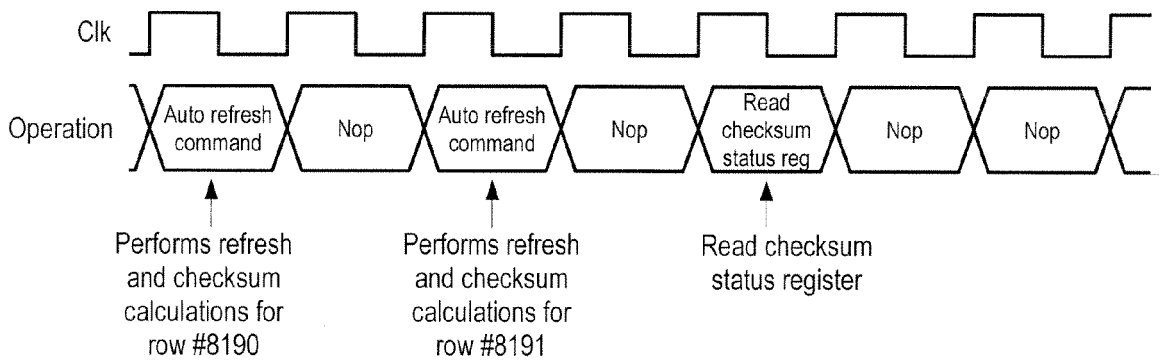 Clk
Operation
Auto refresh
command
Nop
Auto refresh
command
Nop
Read
checksum
status reg
Nop
Nop
Performs refresh
and checksum
calculations for
row #8190
Performs refresh
and checksum
calculations for
row #8191
Read checksum
status register